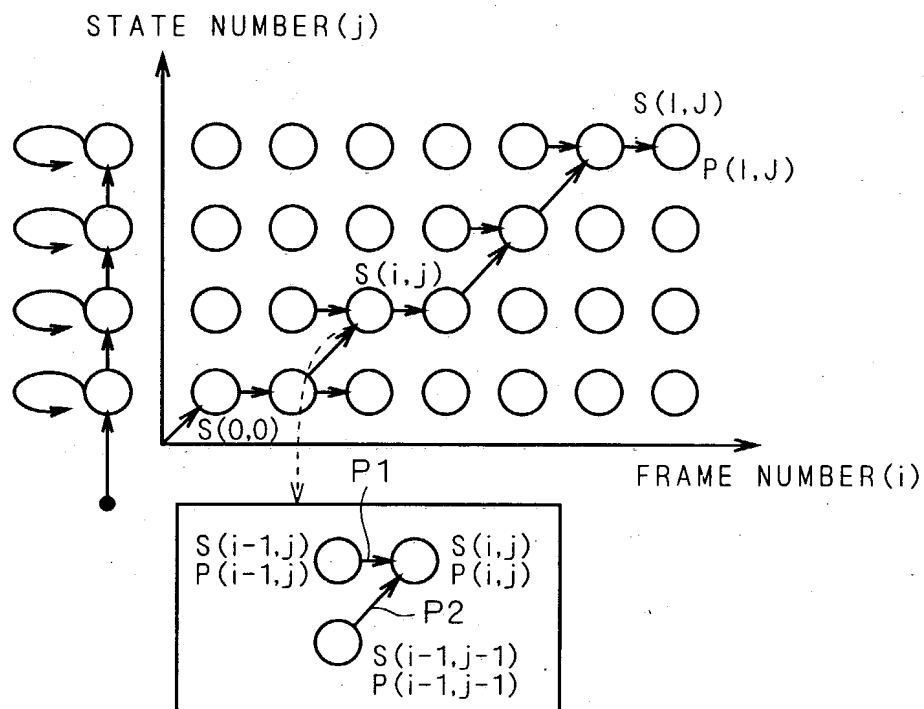 STATE NUMBER(j)
S(I,J)
P(I,J)
S(i,j)
S(0,0)
FRAME NUMBER(i)
P1
S(i-1,j)
P(i-1,j)
S(i,j)
P(i,j)
P2
S(i-1,j-1)
P(i-1,j-1)